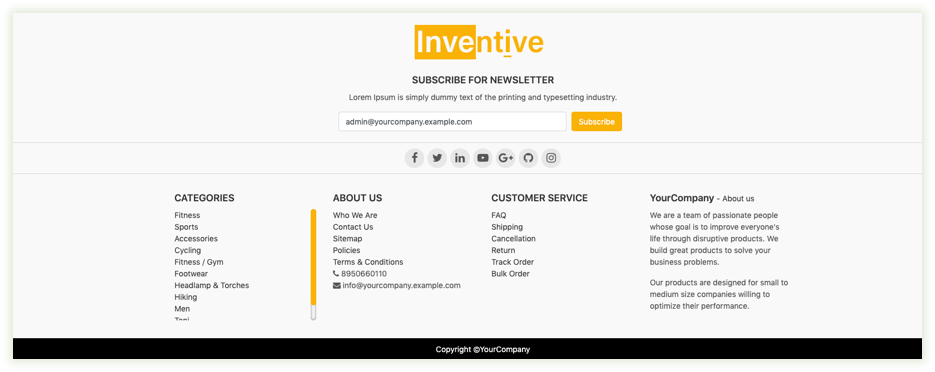 Inventive
SUBSCRIBE FOR NEWSLETTER
Lorem Ipsum is simply dummy text of the printing and typesetting industry.
admin@yourcompany.example.com
Subscribe
CATEGORIES
Fitness
Sports
Accessories
Cycling
Fitness / Gym
Footwear
Headlamp & Torches
Hiking
Men
ABOUT US
Who We Are
Contact Us
Sitemap
Policies
Terms & Conditions
8950660110
info@yourcompany.example.com
CUSTOMER SERVICE
FAQ
Shipping
Cancellation
Return
Track Order
Bulk Order
YourCompany - About us
We are a team of passionate people
whose goal is to improve everyone's
life through disruptive products. We
build great products to solve your
business problems.
Our products are designed for small to
medium size companies willing to
optimize their performance.
Copyright ©YourCompany